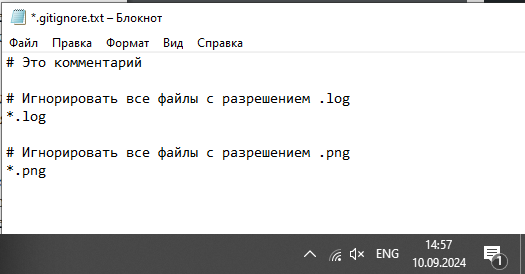 *.gitignore.txt – Блокнот
Файл Правка Формат Вид Справка
# Это комментарий
# Игнорировать все файлы с разрешением .log
*.log
# Игнорировать все файлы с разрешением .png
*.png
ENG
14:57
10.09.2024
1